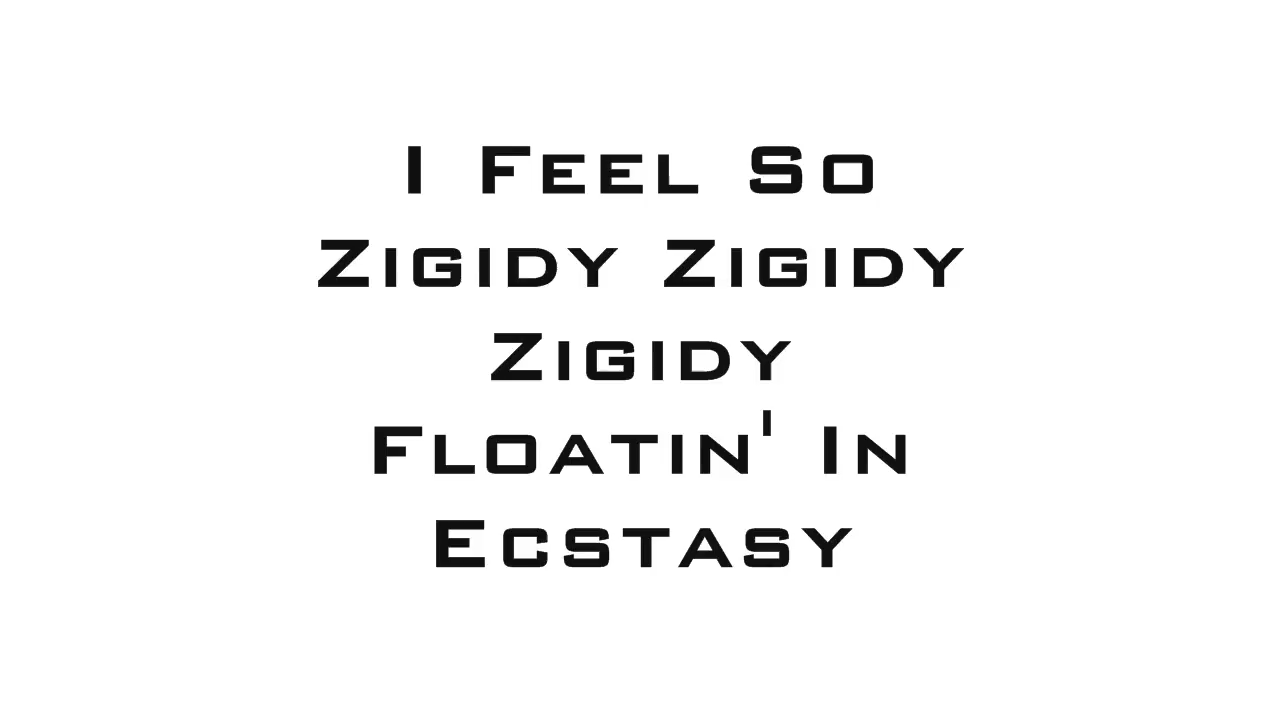 I Feel So
Zigidy Zigidy
Zigidy
Floatin' In
Ecstasy